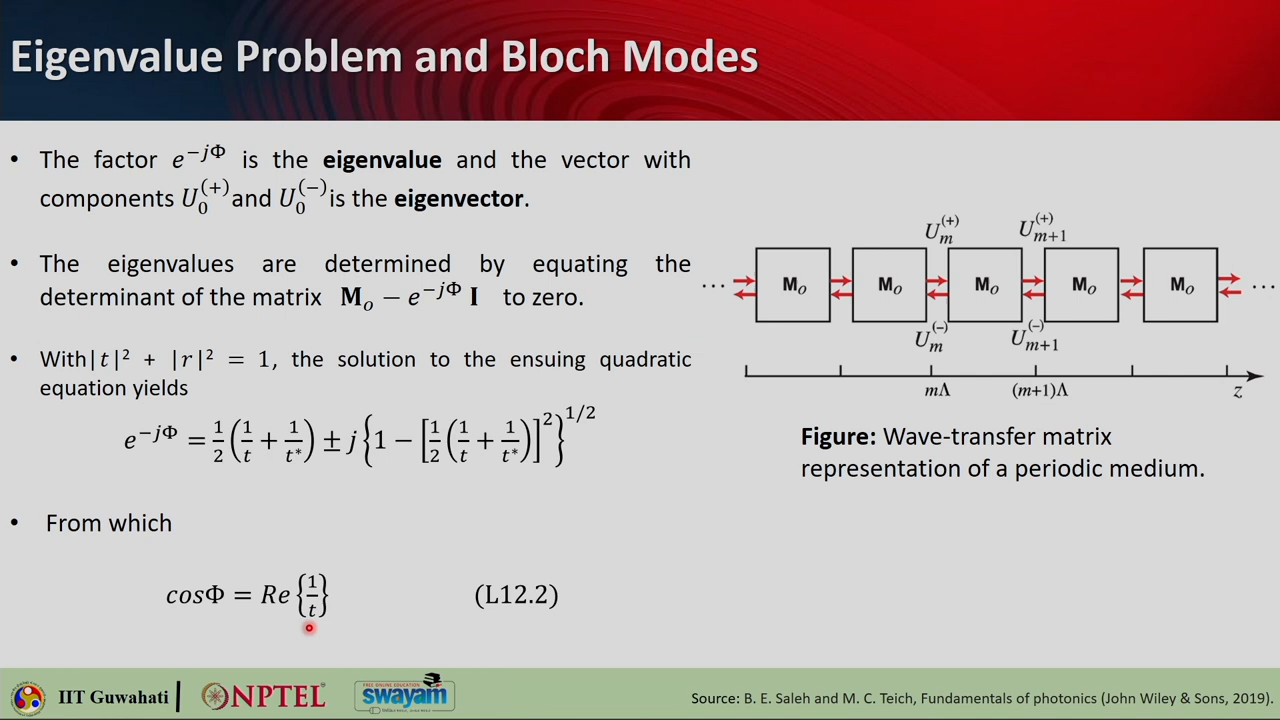 Eigenvalue Problem and Bloch Modes
• The factor e^{-jΦ} is the eigenvalue and the vector with
components U_0^{(+)} and U_0^{(-)} is the eigenvector.
• The eigenvalues are determined by equating the
determinant of the matrix M_o − e^{-jΦ} I to zero.
• With|t|² + |r|² = 1, the solution to the ensuing quadratic
equation yields
e^{-jΦ} = 1/2 (1/t + 1/t*) ± j {1 − [1/2 (1/t + 1/t*)]²}^{1/2}
• From which
cosΦ = Re {1/t} (L12.2)
U_m^{(+)} U_{m+1}^{(+)}
... M_o M_o M_o M_o M_o ...
U_m^{(-)} U_{m+1}^{(-)}
mΛ (m+1)Λ z
Figure: Wave-transfer matrix
representation of a periodic medium.
IIT Guwahati | NPTEL FREE ONLINE EDUCATION swayam
Source: B. E. Saleh and M. C. Teich, Fundamentals of photonics(John Wiley & Sons, 2019).